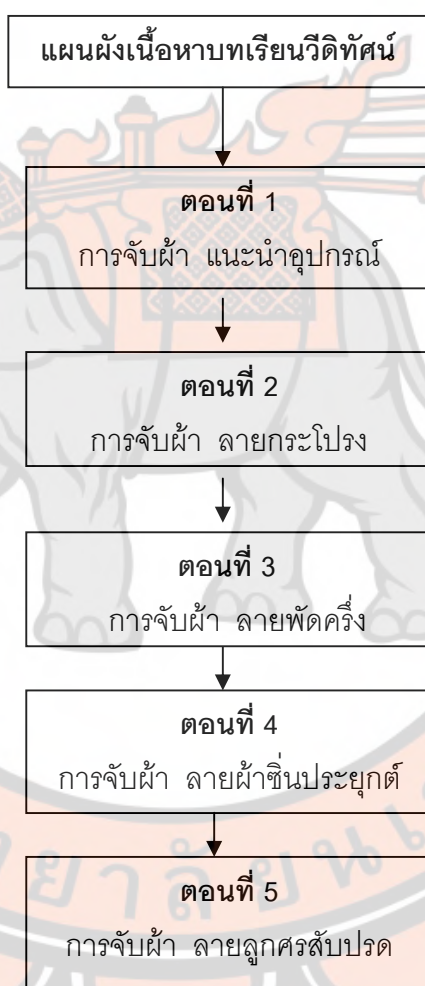 แผนผังเนื้อหาบทเรียนวีดิทัศน์
ตอนที่ 1
การจับผ้า แนะนำอุปกรณ์
ตอนที่ 2
การจับผ้า ลายกระโปรง
ตอนที่ 3
การจับผ้า ลายพัดครึ่ง
ตอนที่ 4
การจับผ้า ลายผ้าซิ่นประยุกต์
ตอนที่ 5
การจับผ้า ลายลูกศรสับปรด